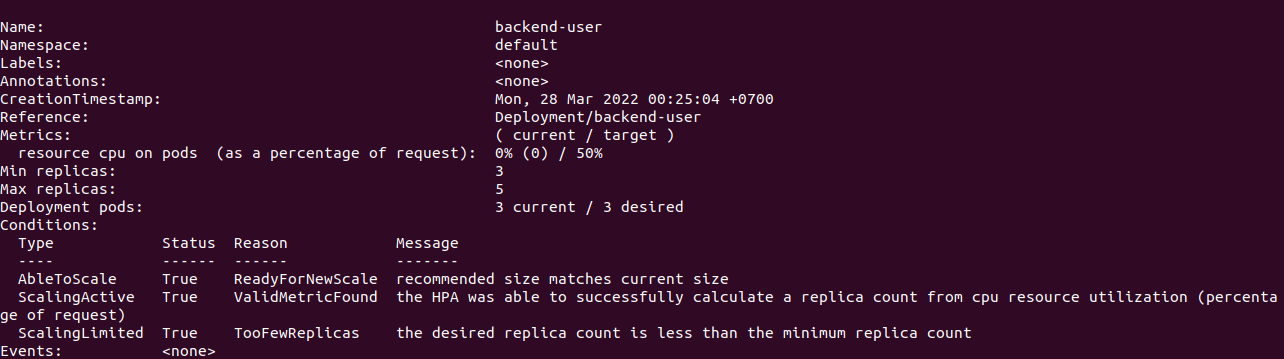 Name:                                                  backend-user
Namespace:                                             default
Labels:                                                <none>
Annotations:                                           <none>
CreationTimestamp:                                     Mon, 28 Mar 2022 00:25:04 +0700
Reference:                                             Deployment/backend-user
Metrics:                                               ( current / target )
  resource cpu on pods  (as a percentage of request):  0% (0) / 50%
Min replicas:                                          3
Max replicas:                                          5
Deployment pods:                                       3 current / 3 desired
Conditions:
  Type            Status  Reason            Message
  ----            ------  ------            -------
  AbleToScale     True    ReadyForNewScale  recommended size matches current size
  ScalingActive   True    ValidMetricFound  the HPA was able to successfully calculate a replica count from cpu resource utilization (percenta
ge of request)
  ScalingLimited  True    TooFewReplicas    the desired replica count is less than the minimum replica count
Events:           <none>